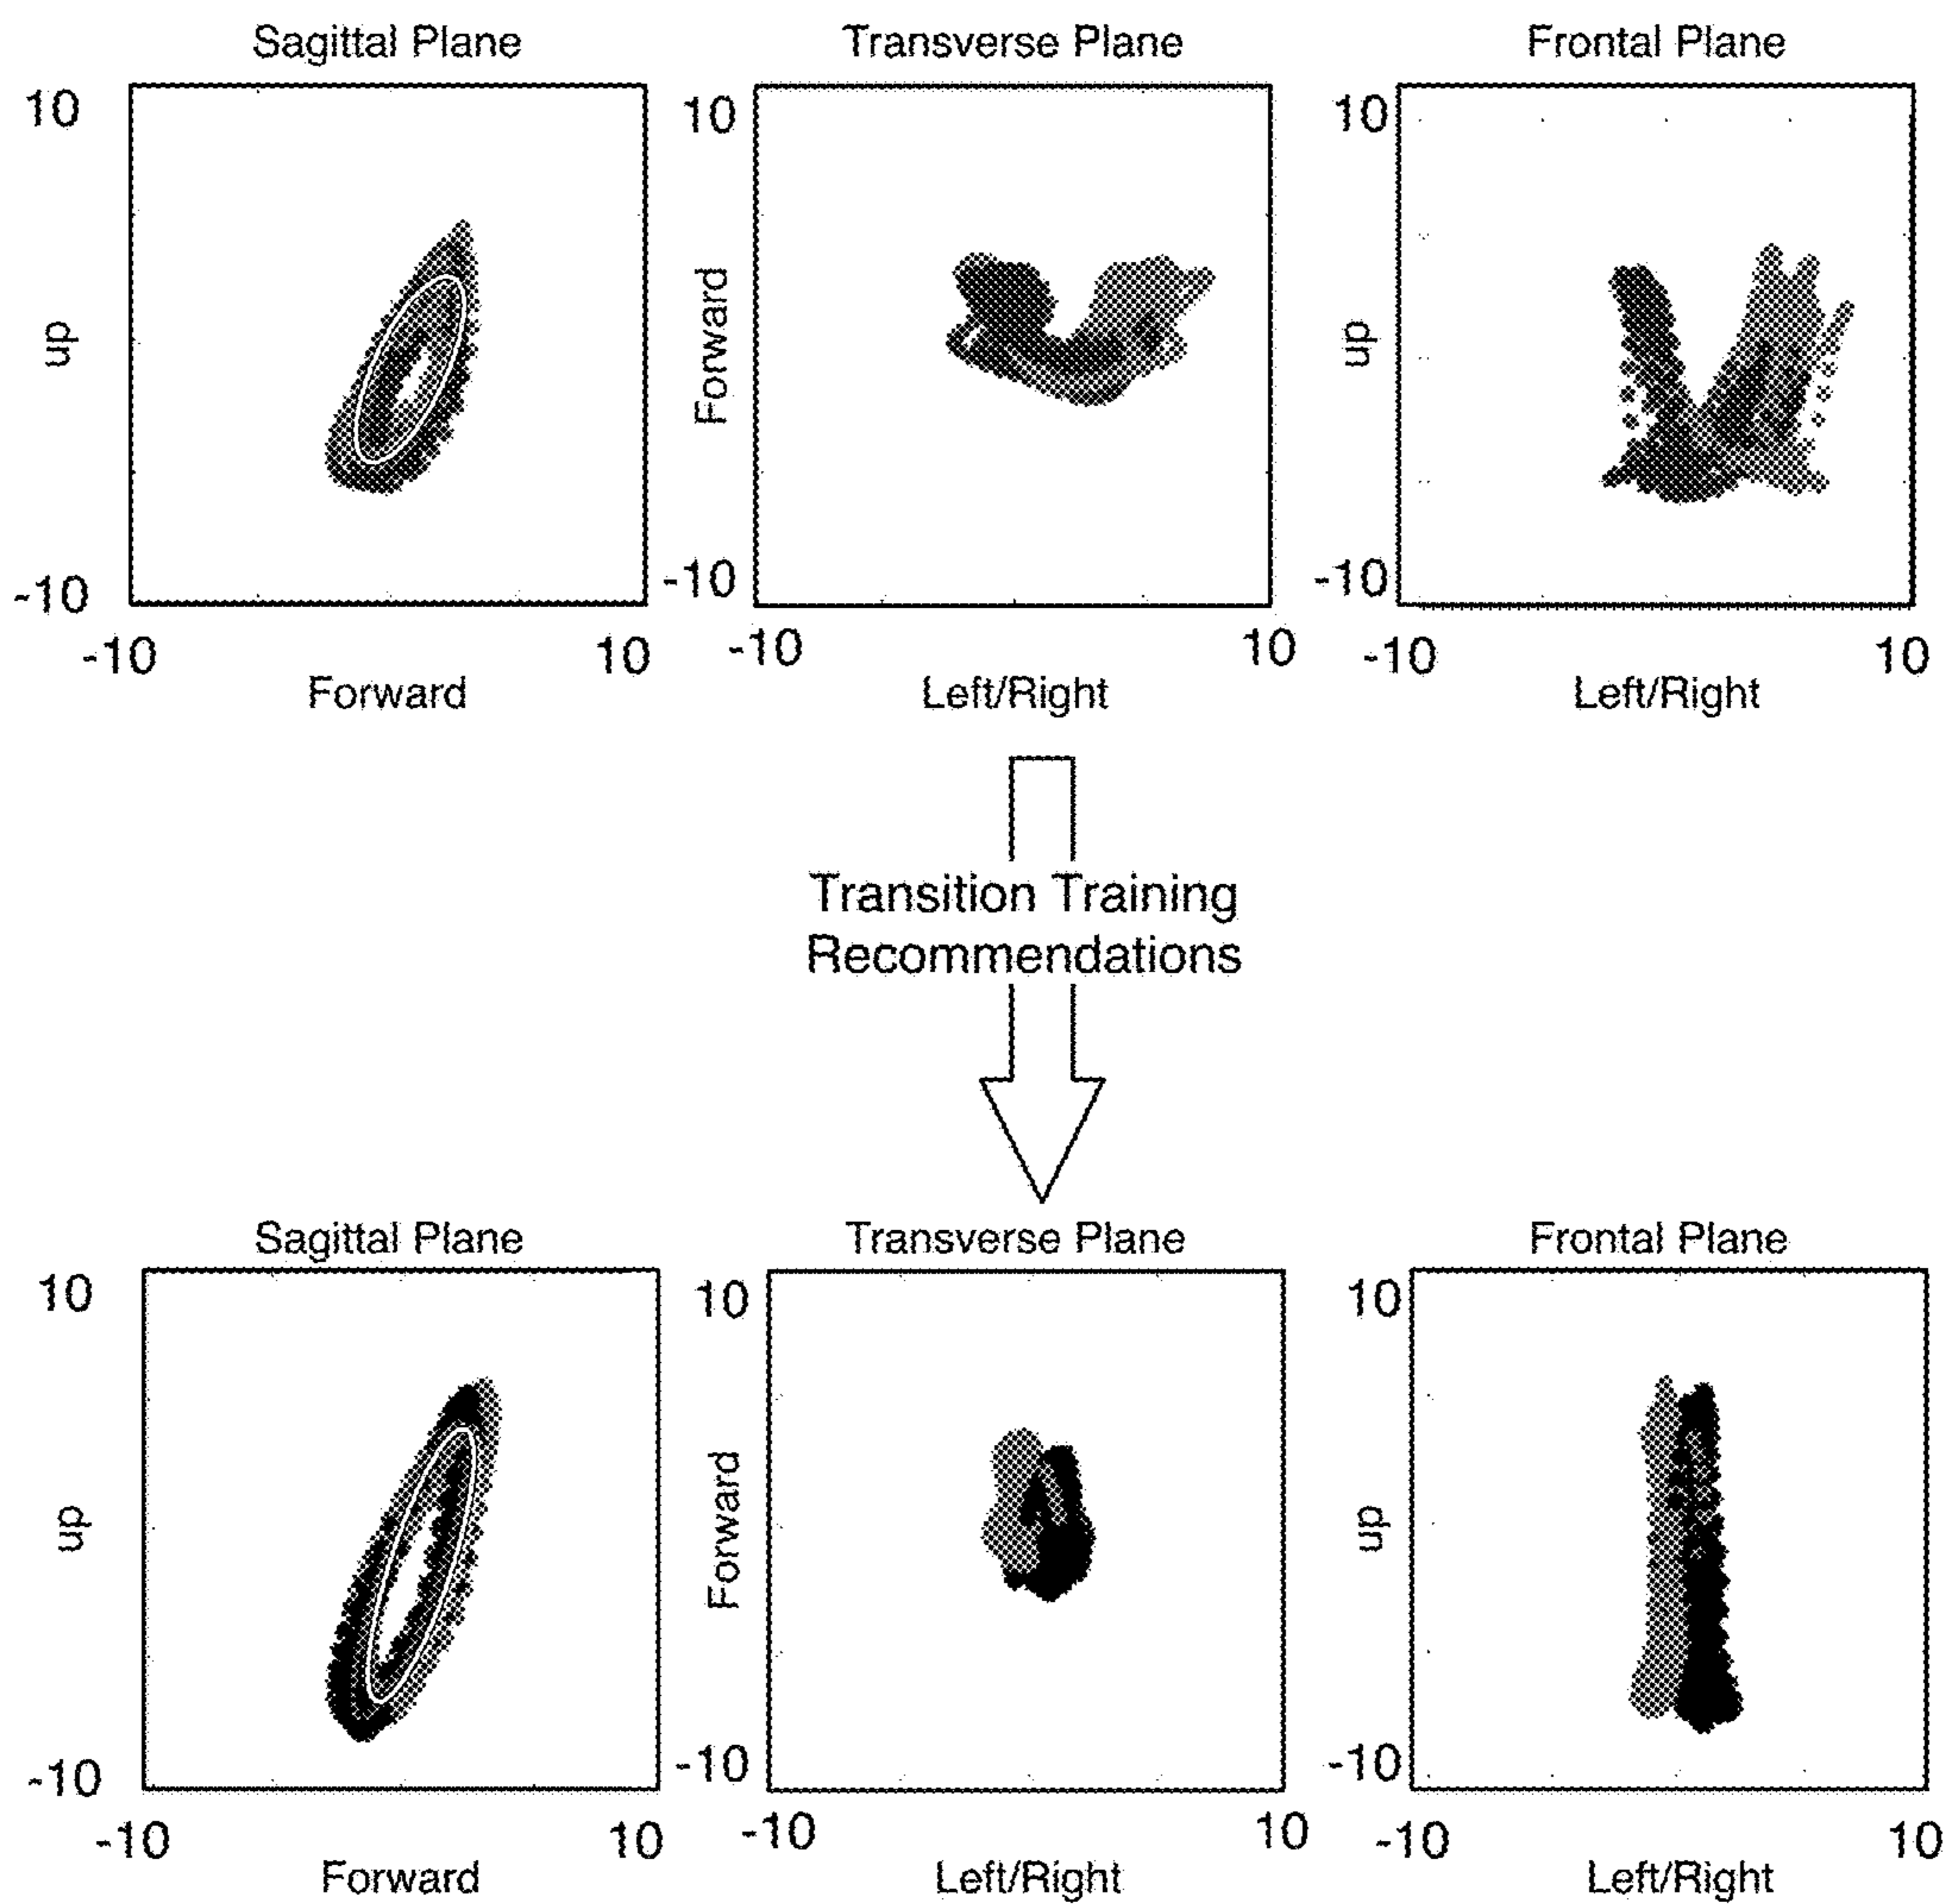 Sagittal Plane Transverse Plane Frontal Plane
10 10 10
up Forward up
-10 -10 -10
-10 10 -10 10 -10 10
Forward Left/Right Left/Right
Transition Training
Recommendations
Sagittal Plane Transverse Plane Frontal Plane
10 10 10
up Forward up
-10 -10 -10
-10 10 -10 10 -10 10
Forward Left/Right Left/Right